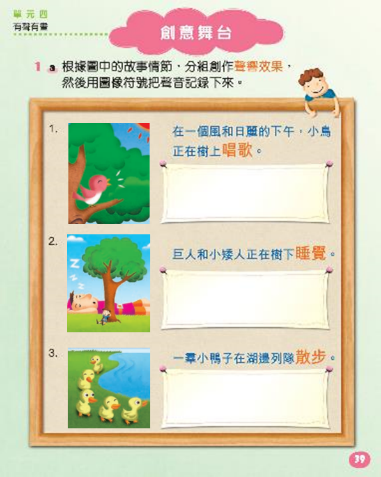 單元四
有聲有畫
創意舞台
1 a 根據圖中的故事情節，分組創作聲響效果，
然後用圖像符號把聲音記錄下來。
1.
在一個風和日麗的下午，小鳥
正在樹上唱歌。
2.
z z z
巨人和小矮人正在樹下睡覺。
3.
一羣小鴨子在湖邊列隊散步。
39